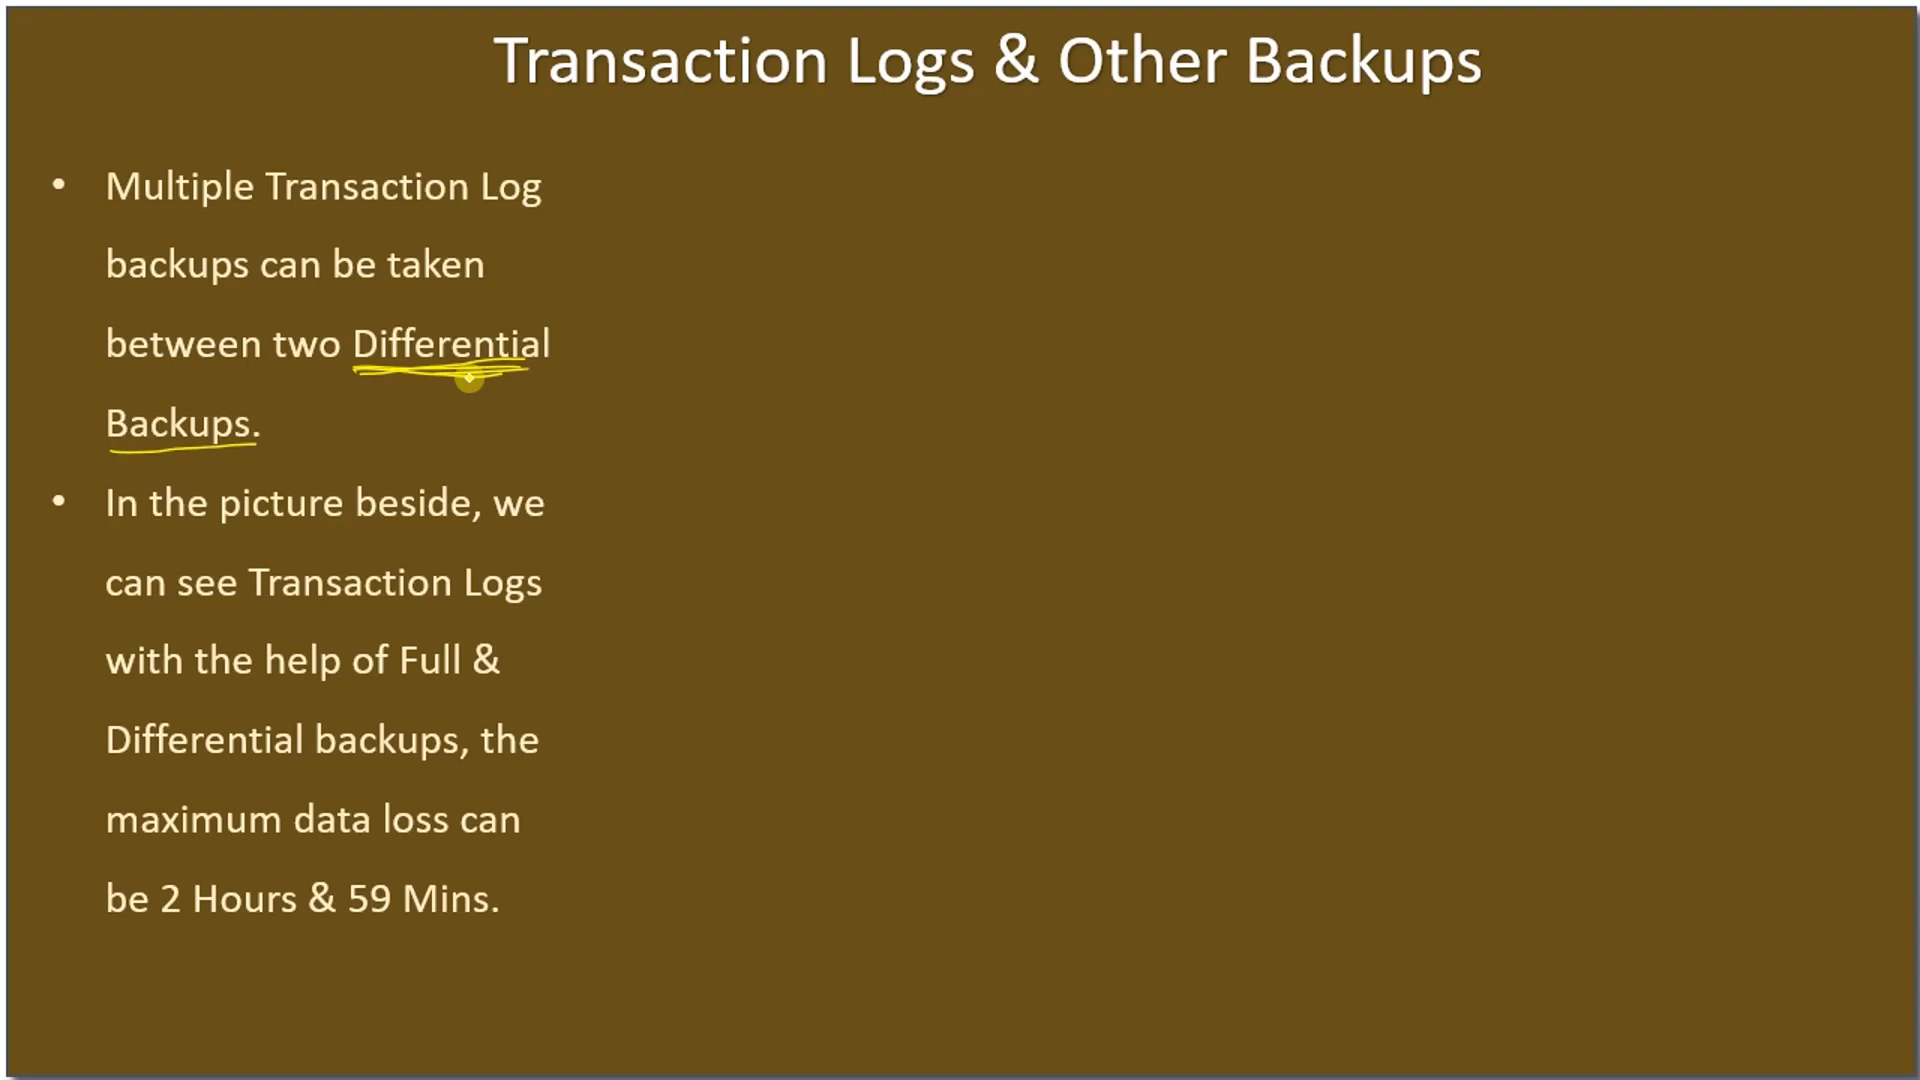 Transaction Logs & Other Backups
• Multiple Transaction Log
backups can be taken
between two Differential
Backups.
• In the picture beside, we
can see Transaction Logs
with the help of Full &
Differential backups, the
maximum data loss can
be 2 Hours & 59 Mins.